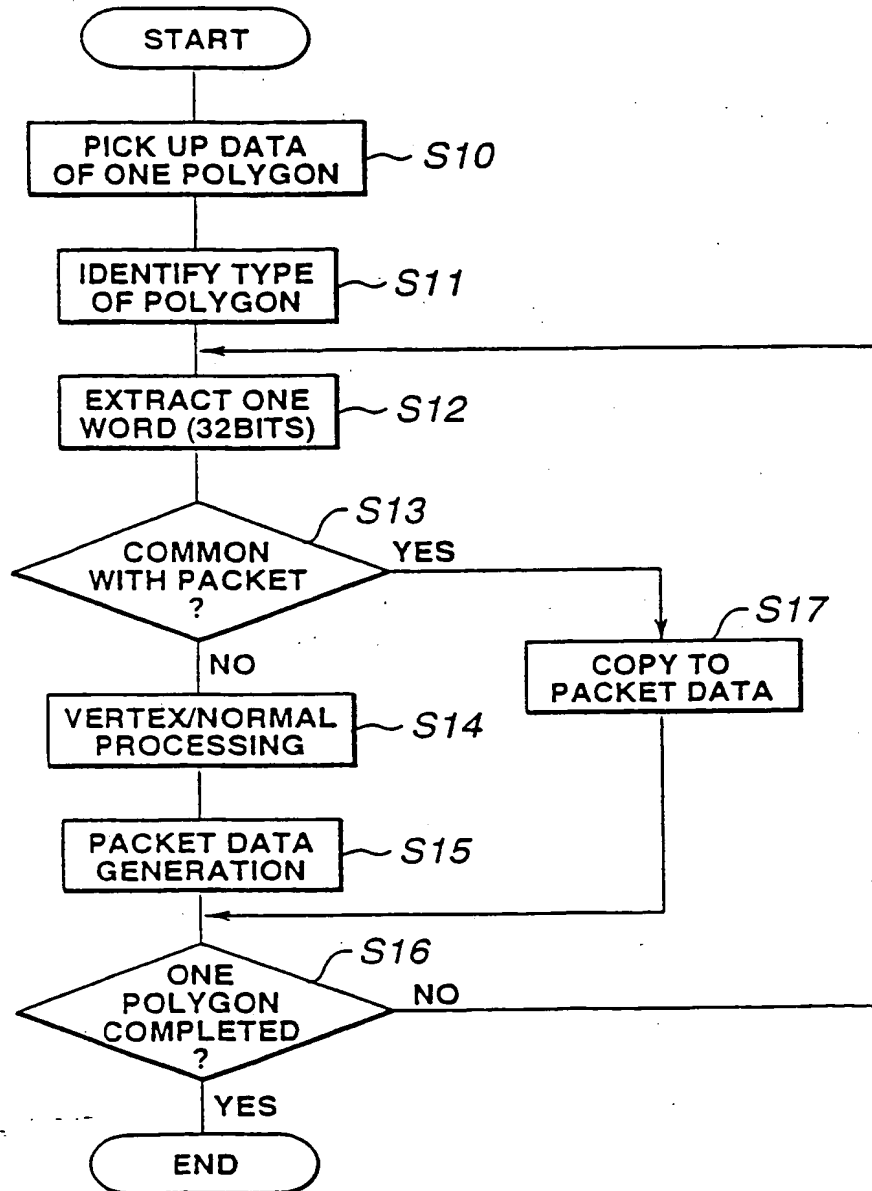 START
PICK UP DATA
OF ONE POLYGON
S10
IDENTIFY TYPE
OF POLYGON
S11
EXTRACT ONE
WORD (32BITS)
S12
S13
COMMON
WITH PACKET
?
YES
NO
S17
COPY TO
PACKET DATA
VERTEX/NORMAL
PROCESSING
S14
PACKET DATA
GENERATION
S15
S16
ONE
POLYGON
COMPLETED
?
NO
YES
END